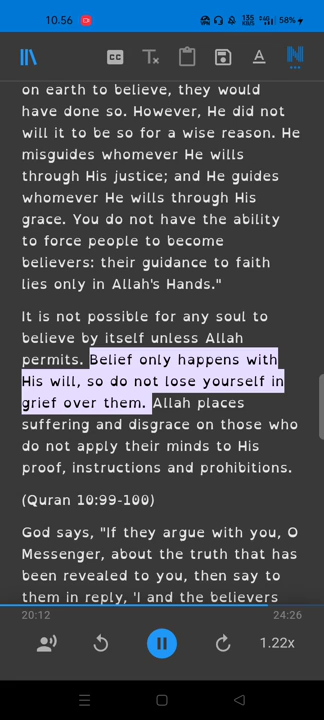 10.56
135
KB/S
58%
CC
on earth to believe, they would
have done so. However, He did not
will it to be so for a wise reason. He
misguides whomever He wills
through His justice; and He guides
whomever He wills through His
grace. You do not have the ability
to force people to become
believers: their guidance to faith
lies only in Allah's Hands."
It is not possible for any soul to
believe by itself unless Allah
permits. Belief only happens with
His will, so do not lose yourself in
grief over them. Allah places
suffering and disgrace on those who
do not apply their minds to His
proof, instructions and prohibitions.
(Quran 10:99-100)
God says, "If they argue with you, O
Messenger, about the truth that has
been revealed to you, then say to
them in reply, 'I and the believers
20:12 24:26
1.22x